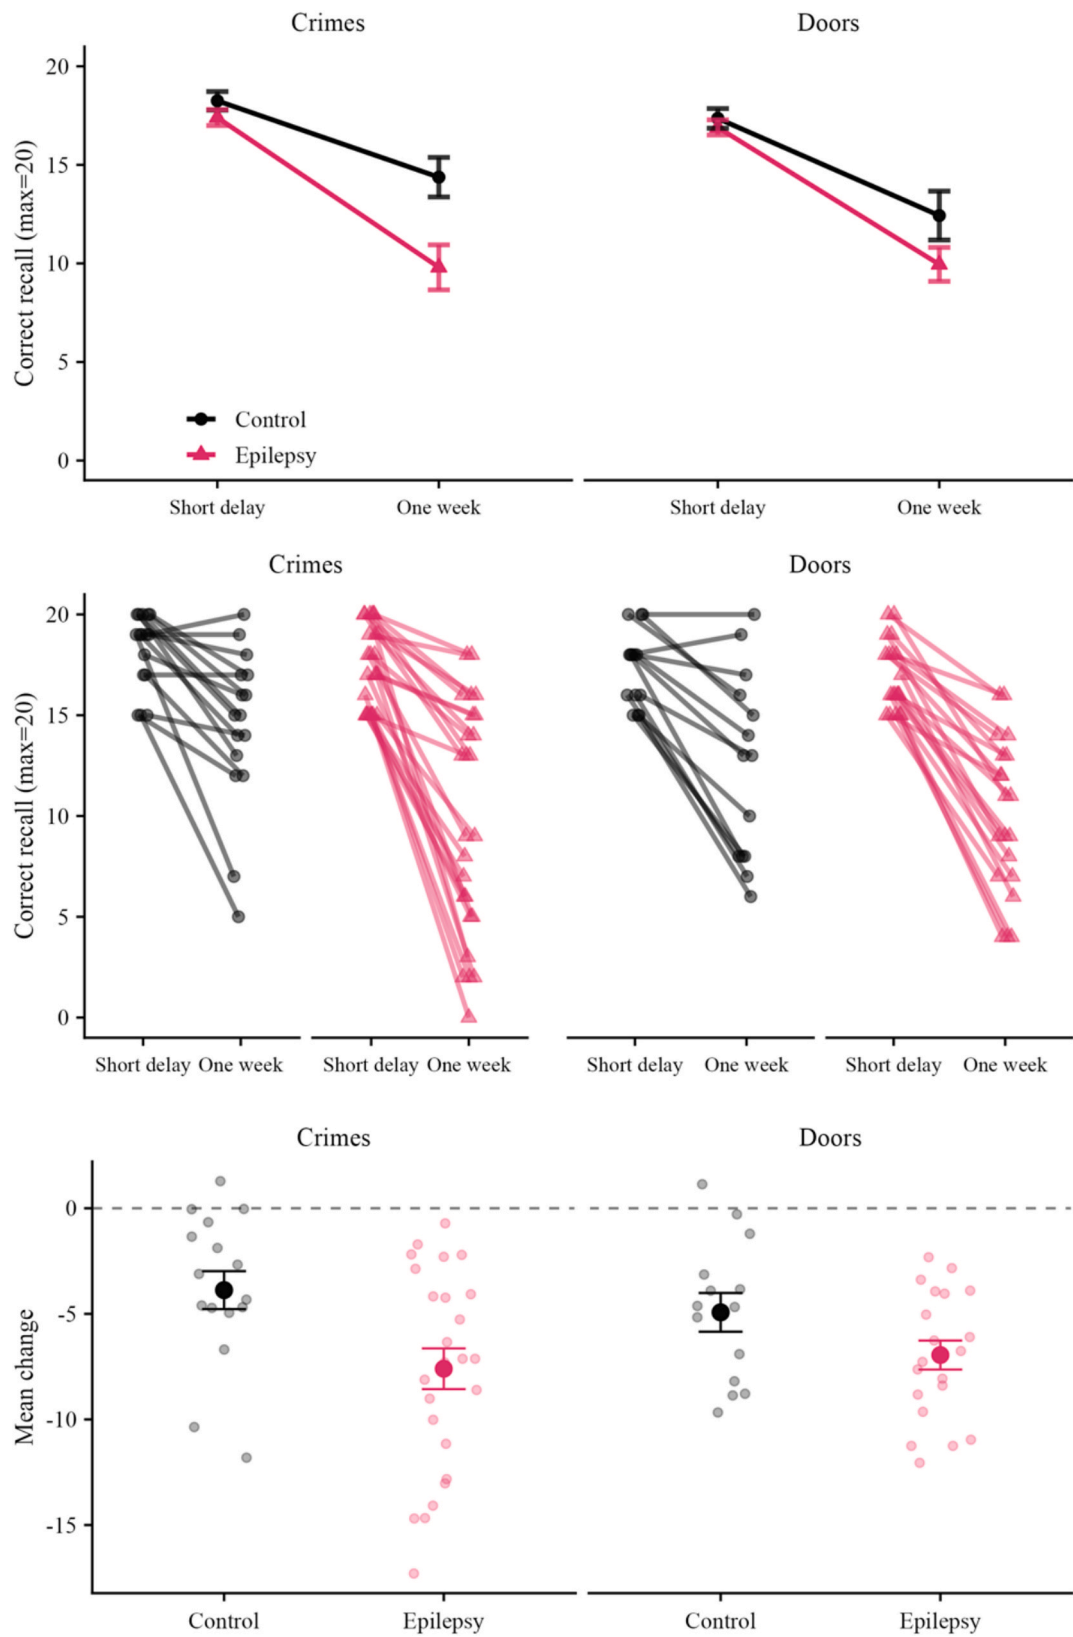 Crimes Doors
20
15
10
5
0
Correct recall (max=20)
Control
Epilepsy
Short delay One week Short delay One week
Crimes Doors
20
15
10
5
0
Correct recall (max=20)
Short delay One week Short delay One week Short delay One week Short delay One week
Crimes Doors
0
-5
-10
-15
Mean change
Control Epilepsy Control Epilepsy